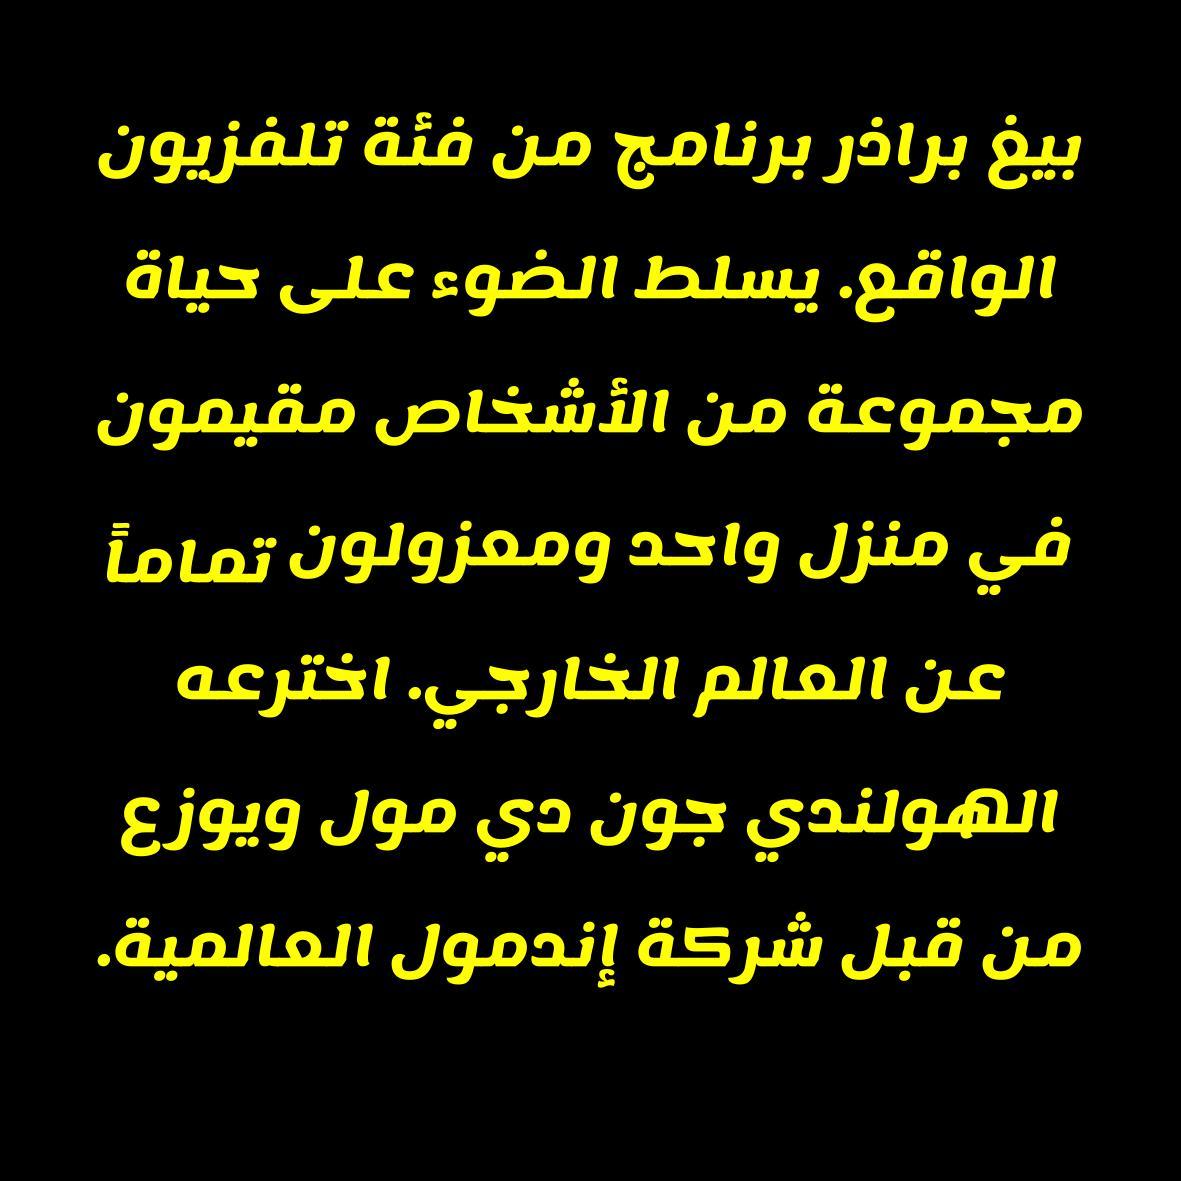 بيغ براذر برنامج من فئة تلفزيون
الواقع. يسلط الضوء على حياة
مجموعة من الأشخاص مقيمون
في منزل واحد ومعزولون تماماً
عن العالم الخارجي. اخترعه
الهولندي جون دي مول ويوزع
من قبل شركة إندمول العالمية.